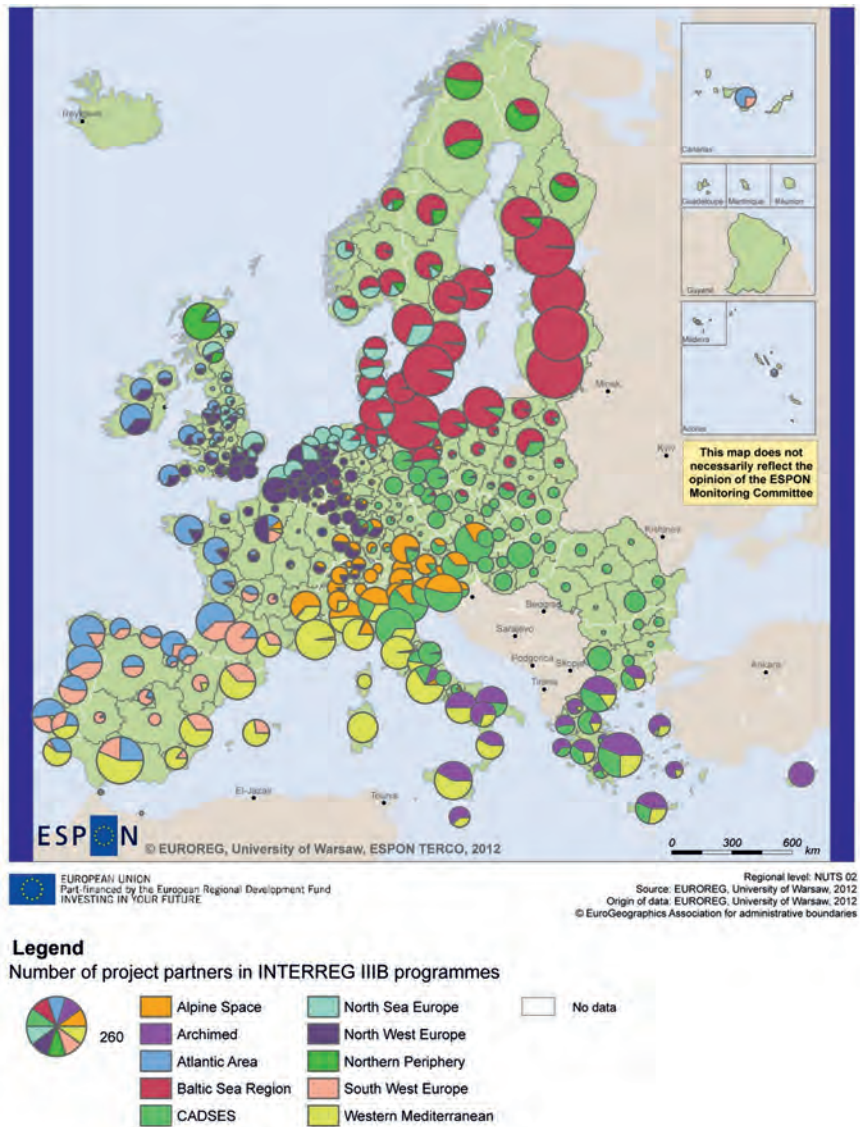 Reykjavik
Canarias
Guadeloupe
Martinique
Réunion
Guyane
Madeira
Acores
Minsk
Kyiv
This map does not
necessarily reflect the
opinion of the ESPON
Monitoring Committee
Kishinev
Beograd
Sarajevo
Podgorica
Skopje
Tirana
Ankara
El-Jazair
Tounis
ESPON
© EUROREG, University of Warsaw, ESPON TERCO, 2012
0 300 600
km
EUROPEAN UNION
Part-financed by the European Regional Development Fund
INVESTING IN YOUR FUTURE
Regional level: NUTS 02
Source: EUROREG, University of Warsaw, 2012
Origin of data: EUROREG, University of Warsaw, 2012
© EuroGeographics Association for administrative boundaries
Legend
Number of project partners in INTERREG IIIB programmes
260
Alpine Space
Archimed
Atlantic Area
Baltic Sea Region
CADSES
North Sea Europe
North West Europe
Northern Periphery
South West Europe
Western Mediterranean
No data